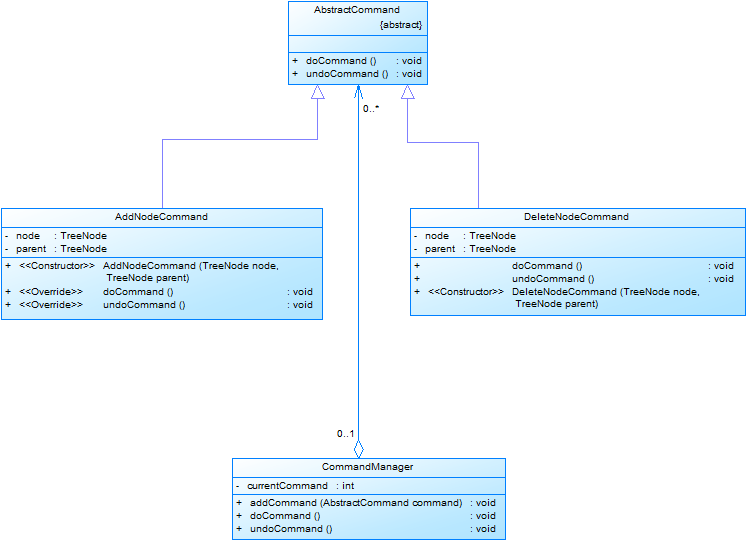 AbstractCommand
{abstract}
+ doCommand () : void
+ undoCommand () : void
0..*
AddNodeCommand
- node : TreeNode
- parent : TreeNode
+ <<Constructor>> AddNodeCommand (TreeNode node,
TreeNode parent)
+ <<Override>> doCommand () : void
+ <<Override>> undoCommand () : void
DeleteNodeCommand
- node : TreeNode
- parent : TreeNode
+ doCommand () : void
+ undoCommand () : void
+ <<Constructor>> DeleteNodeCommand (TreeNode node,
TreeNode parent)
0..1
CommandManager
- currentCommand : int
+ addCommand (AbstractCommand command) : void
+ doCommand () : void
+ undoCommand () : void